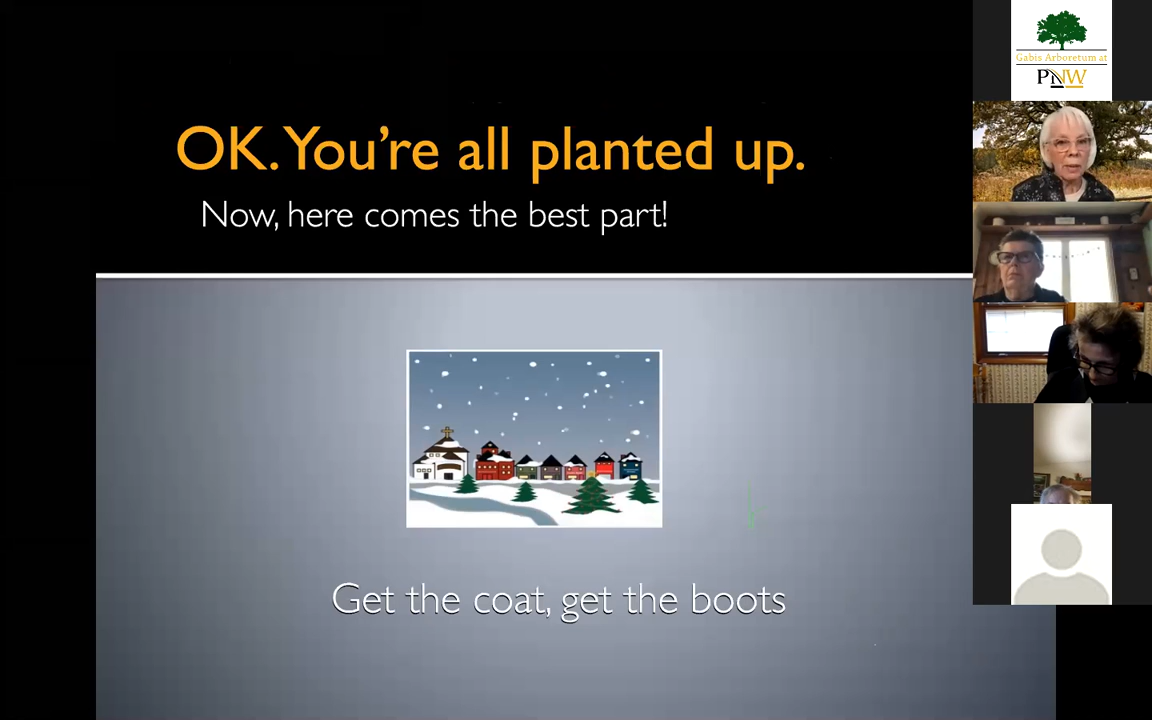 OK. You're all planted up.
Now, here comes the best part!
Get the coat, get the boots
Gabis Arboretum at
PNW